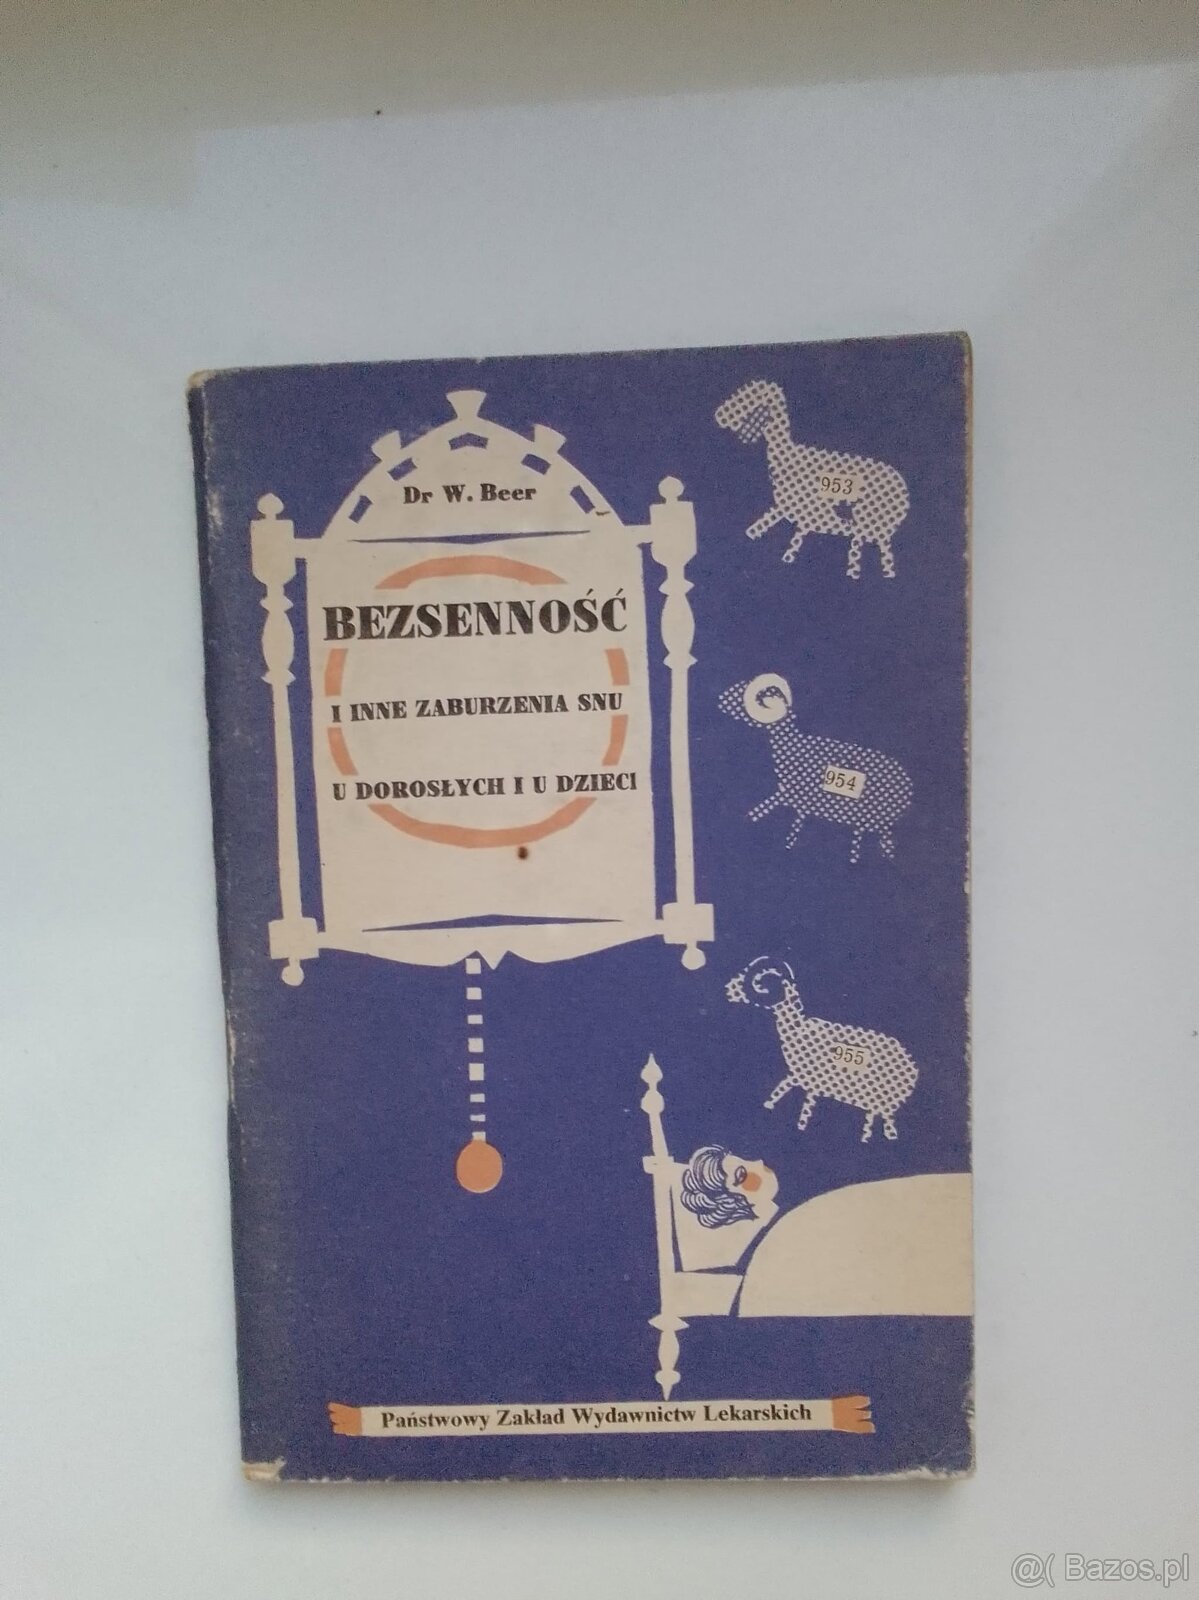 Dr W. Beer
BEZSENNOŚĆ
I INNE ZABURZENIA SNU
U DOROSŁYCH I U DZIECI
953
954
955
Państwowy Zakład Wydawnictw Lekarskich
@( Bazos.pl